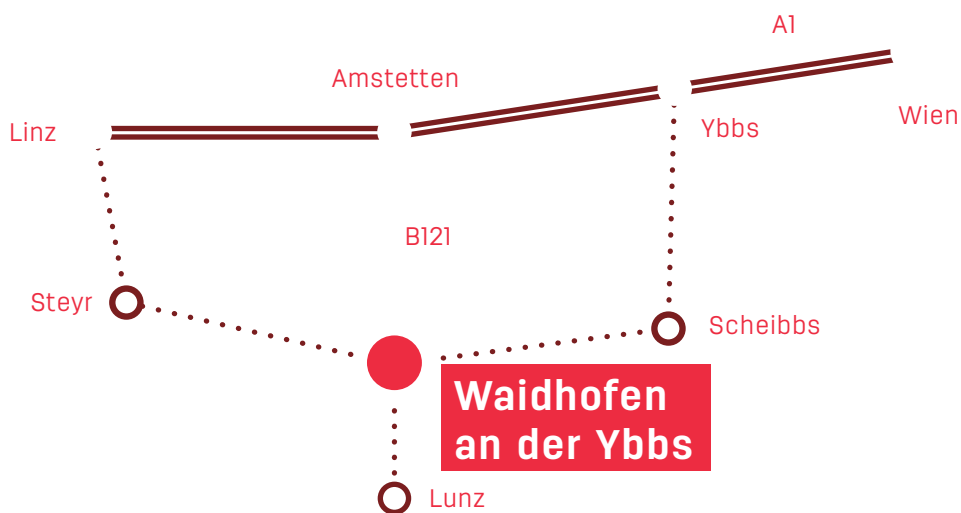 A1
Amstetten
Wien
Linz
Ybbs
B121
Steyr
Scheibbs
Waidhofen
an der Ybbs
Lunz